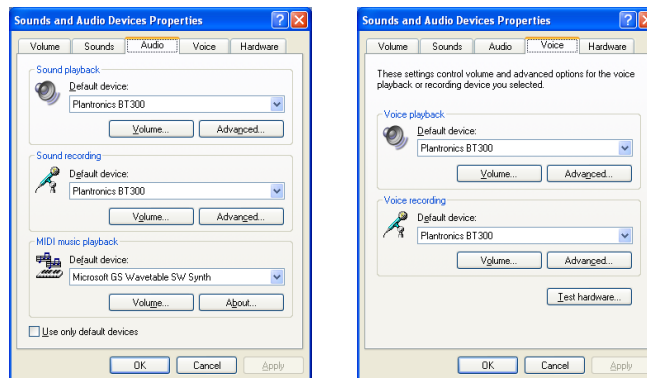 Sounds and Audio Devices Properties
Volume Sounds Audio Voice Hardware
Sound playback
Default device:
Plantronics BT300
Volume... Advanced...
Sound recording
Default device:
Plantronics BT300
Volume... Advanced...
MIDI music playback
Default device:
Microsoft GS Wavetable SW Synth
Volume... About...
Use only default devices
OK Cancel Apply
Sounds and Audio Devices Properties
Volume Sounds Audio Voice Hardware
These settings control volume and advanced options for the voice
playback or recording device you selected.
Voice playback
Default device:
Plantronics BT300
Volume... Advanced...
Voice recording
Default device:
Plantronics BT300
Volume... Advanced...
Test hardware...
OK Cancel Apply